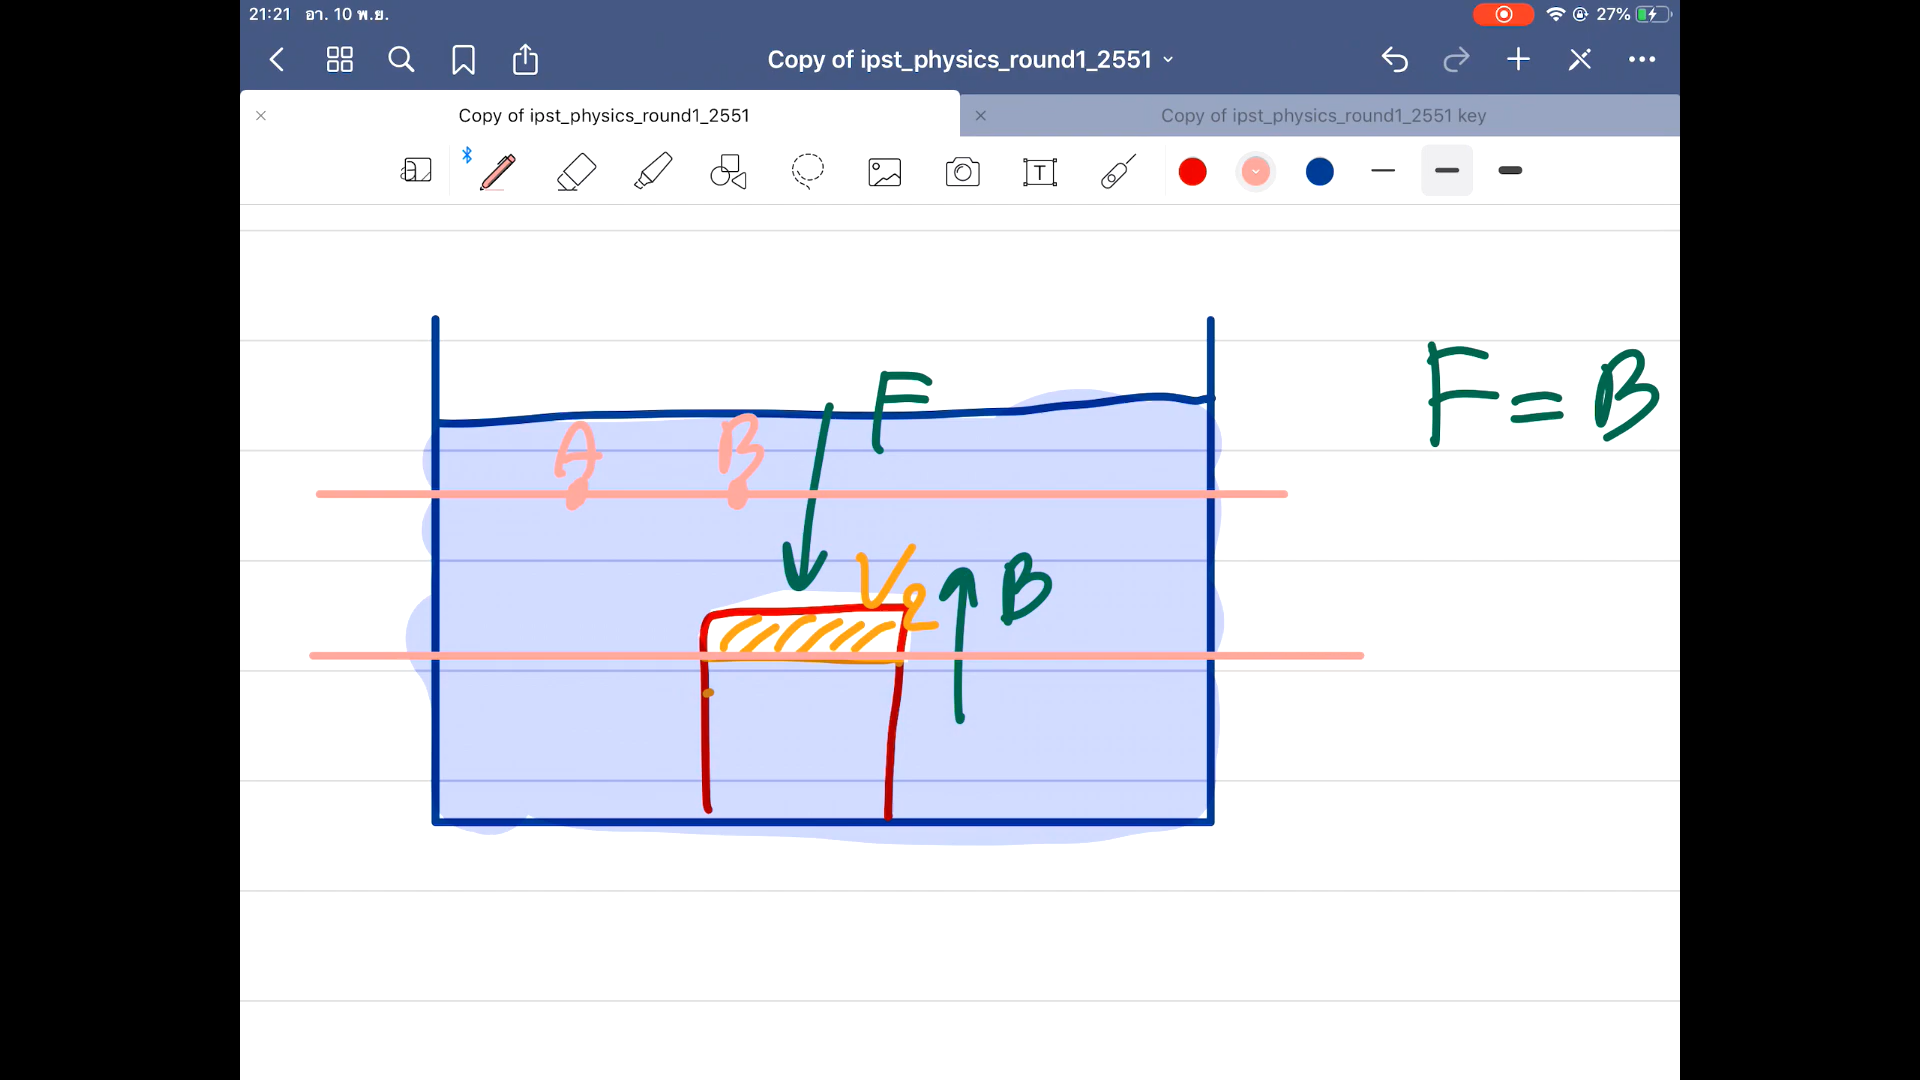 21:21 อา. 10 พ.ย.
27%
Copy of ipst_physics_round1_2551
Copy of ipst_physics_round1_2551
Copy of ipst_physics_round1_2551 key
a
T
F
F = B
A
B
V2
B